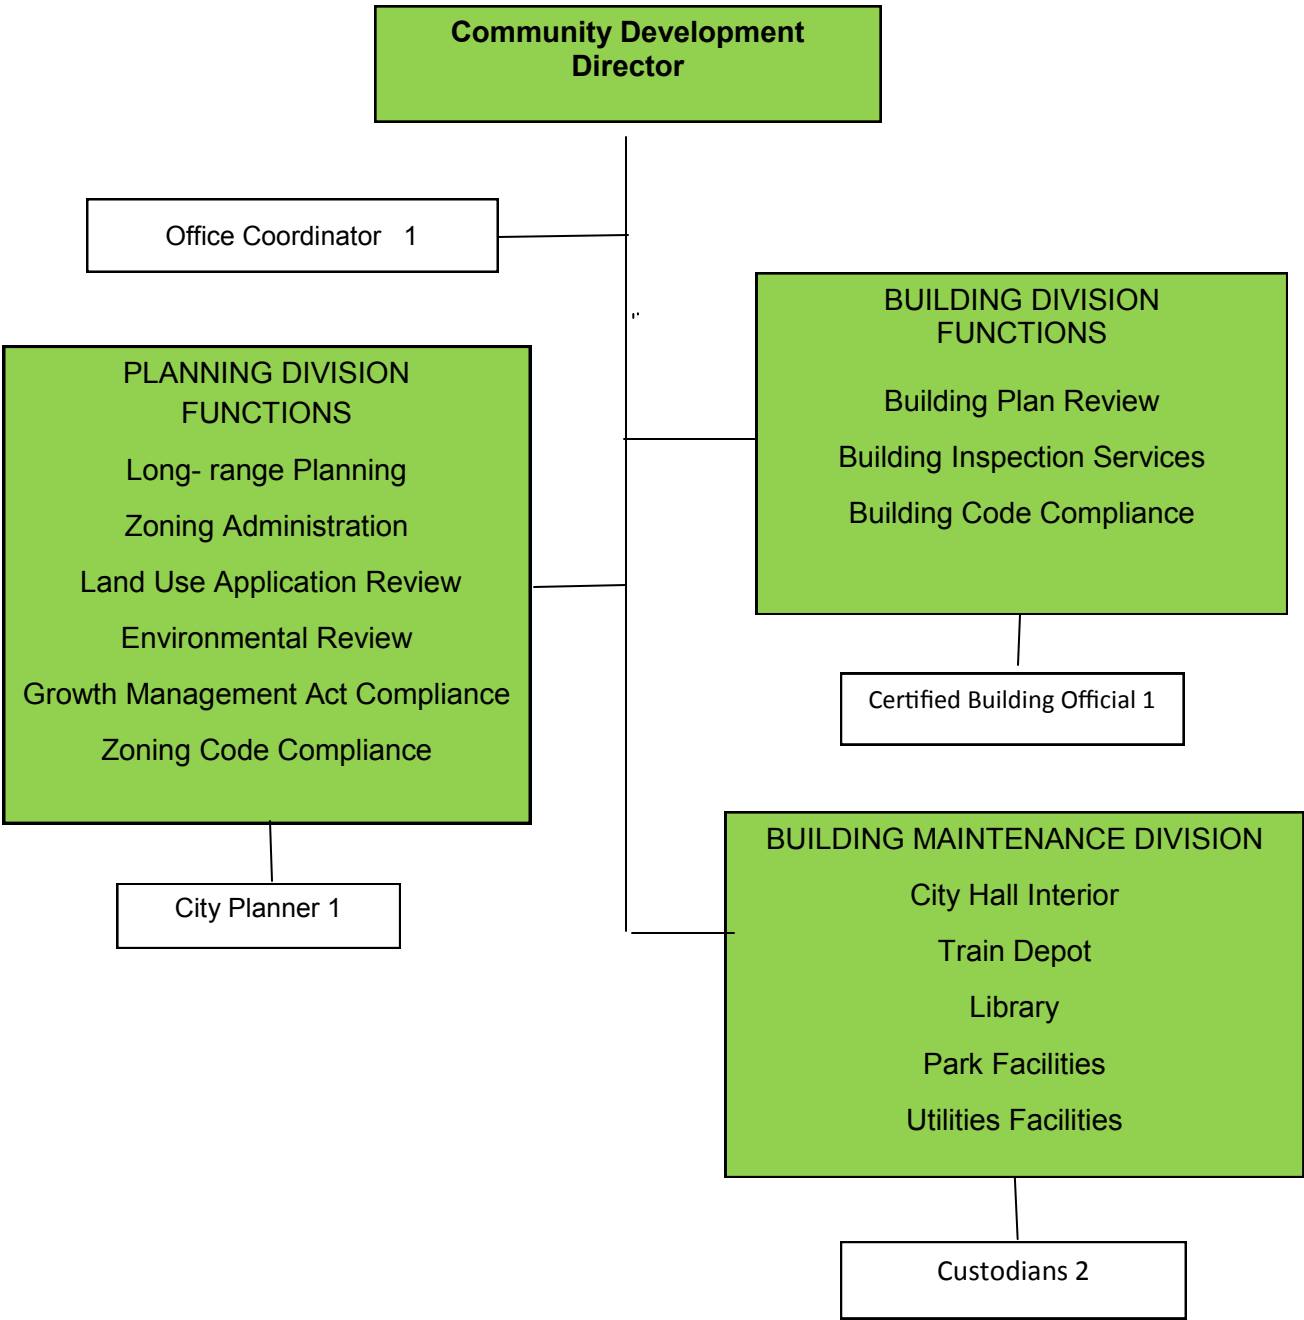 Community Development
Director
Office Coordinator 1
BUILDING DIVISION
FUNCTIONS
Building Plan Review
Building Inspection Services
Building Code Compliance
PLANNING DIVISION
FUNCTIONS
Long- range Planning
Zoning Administration
Land Use Application Review
Environmental Review
Growth Management Act Compliance
Zoning Code Compliance
Certified Building Official 1
City Planner 1
BUILDING MAINTENANCE DIVISION
City Hall Interior
Train Depot
Library
Park Facilities
Utilities Facilities
Custodians 2